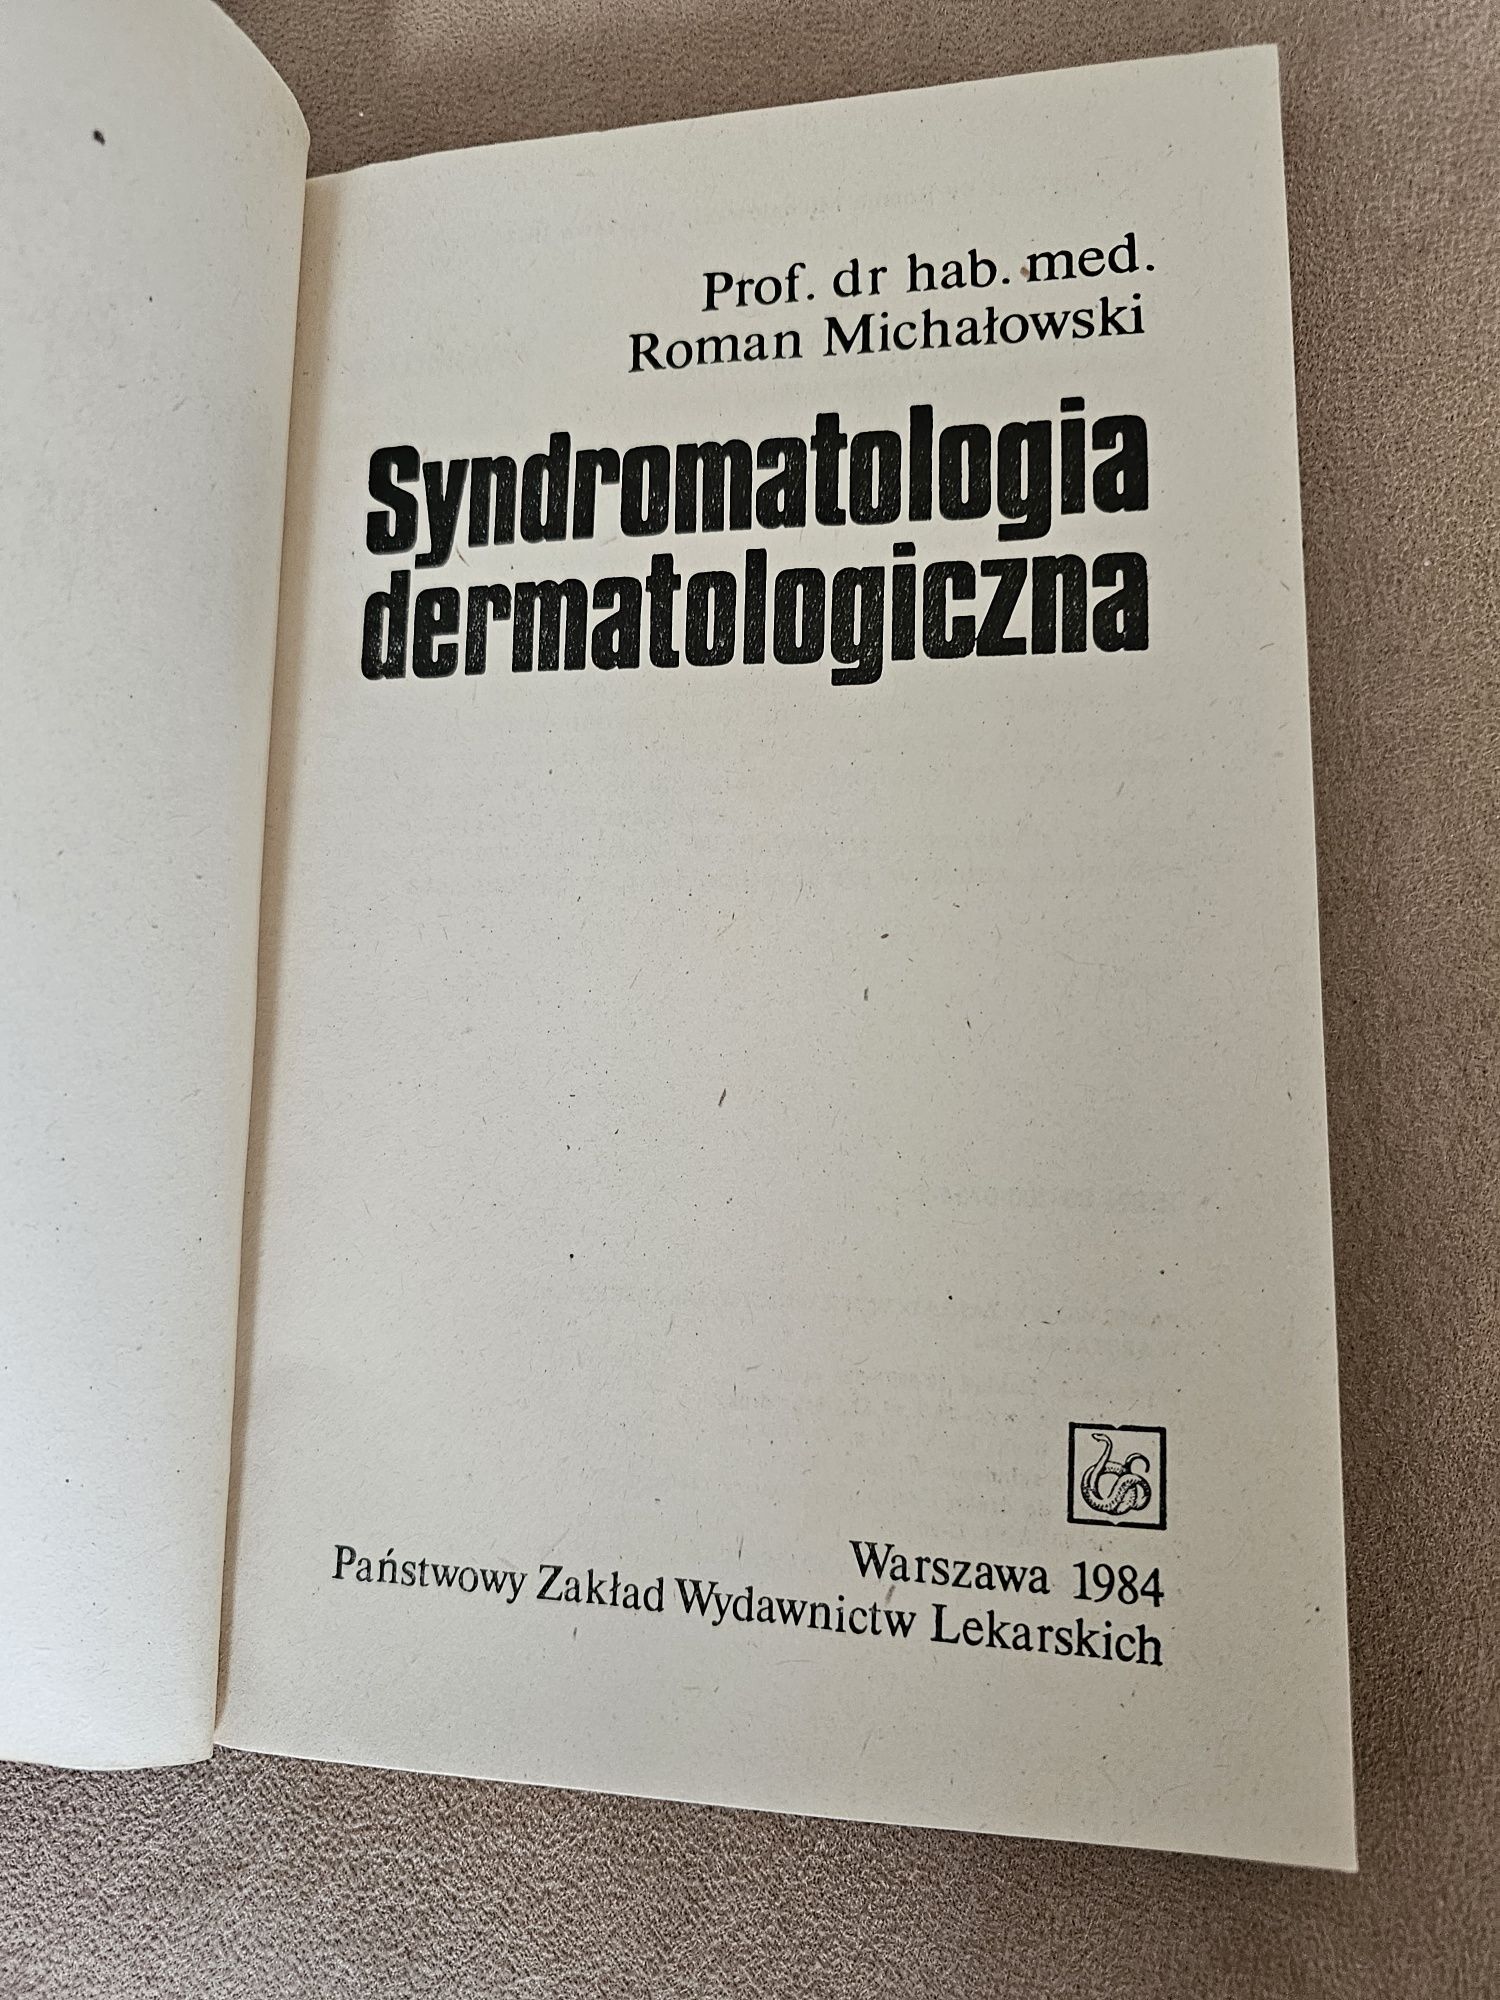 Prof. dr hab. med.
Roman Michałowski
Syndromatologia
dermatologiczna
Warszawa 1984
Państwowy Zakład Wydawnictw Lekarskich